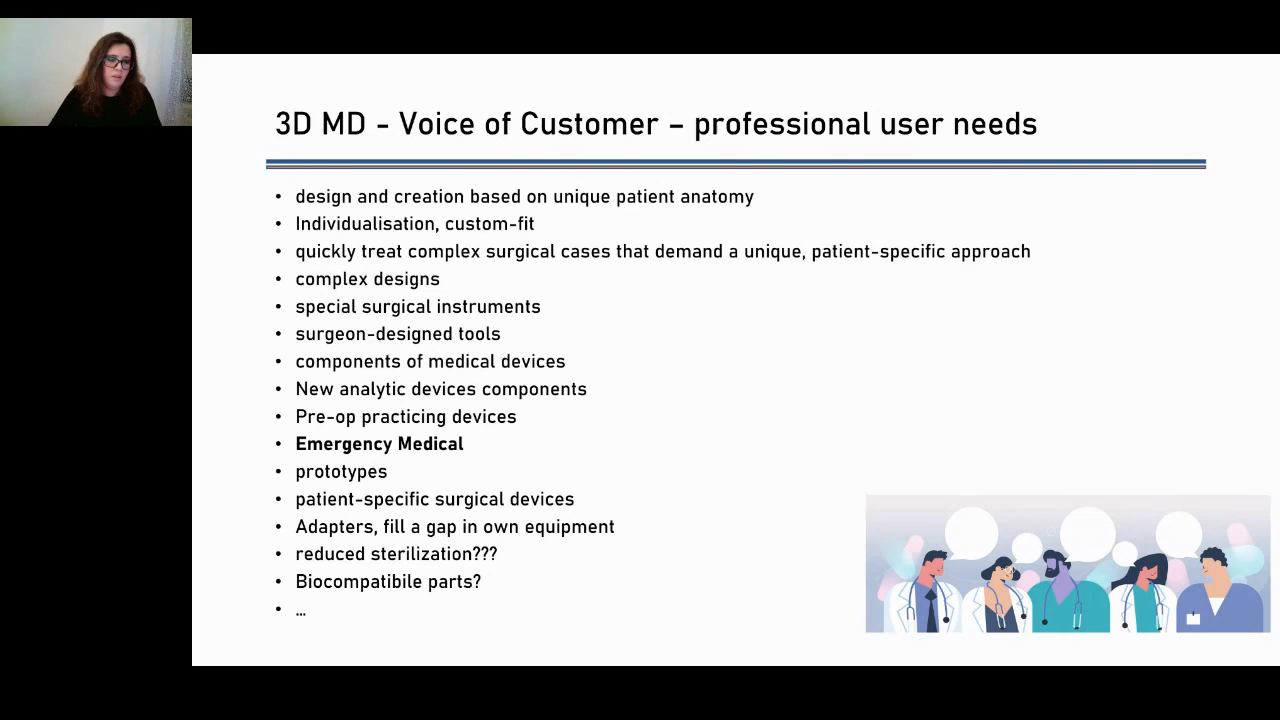 3D MD - Voice of Customer – professional user needs
• design and creation based on unique patient anatomy
• Individualisation, custom-fit
• quickly treat complex surgical cases that demand a unique, patient-specific approach
• complex designs
• special surgical instruments
• surgeon-designed tools
• components of medical devices
• New analytic devices components
• Pre-op practicing devices
• Emergency Medical
• prototypes
• patient-specific surgical devices
• Adapters, fill a gap in own equipment
• reduced sterilization???
• Biocompatibile parts?
• …